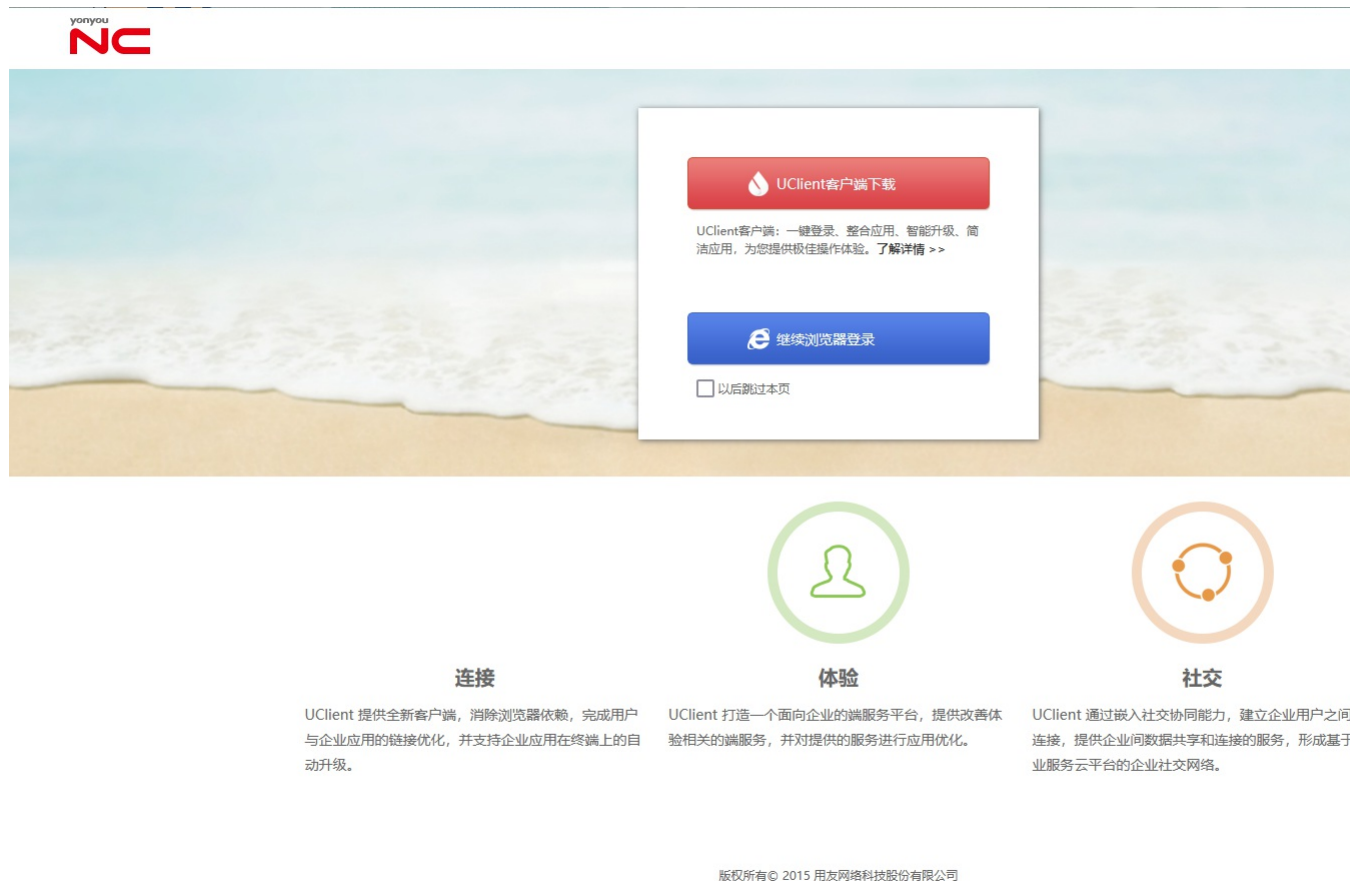 yonyou
NC
UClient客户端下载
UClient客户端：一键登录、整合应用、智能升级、简
洁应用，为您提供极佳操作体验。了解详情 >>
继续浏览器登录
以后跳过本页
连接
UClient 提供全新客户端，消除浏览器依赖，完成用户
与企业应用的链接优化，并支持企业应用在终端上的自
动升级。
体验
UClient 打造一个面向企业的端服务平台，提供改善体
验相关的端服务，并对提供的服务进行应用优化。
社交
UClient 通过嵌入社交协同能力，建立企业用户之间
连接，提供企业间数据共享和连接的服务，形成基于
业服务云平台的企业社交网络。
版权所有© 2015 用友网络科技股份有限公司